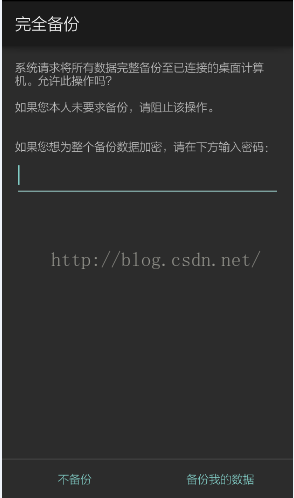 完全备份
系统请求将所有数据完整备份至已连接的桌面计算
机。允许此操作吗？
如果您本人未要求备份，请阻止该操作。
如果您想为整个备份数据加密，请在下方输入密码：
http://blog.csdn.net/
不备份
备份我的数据